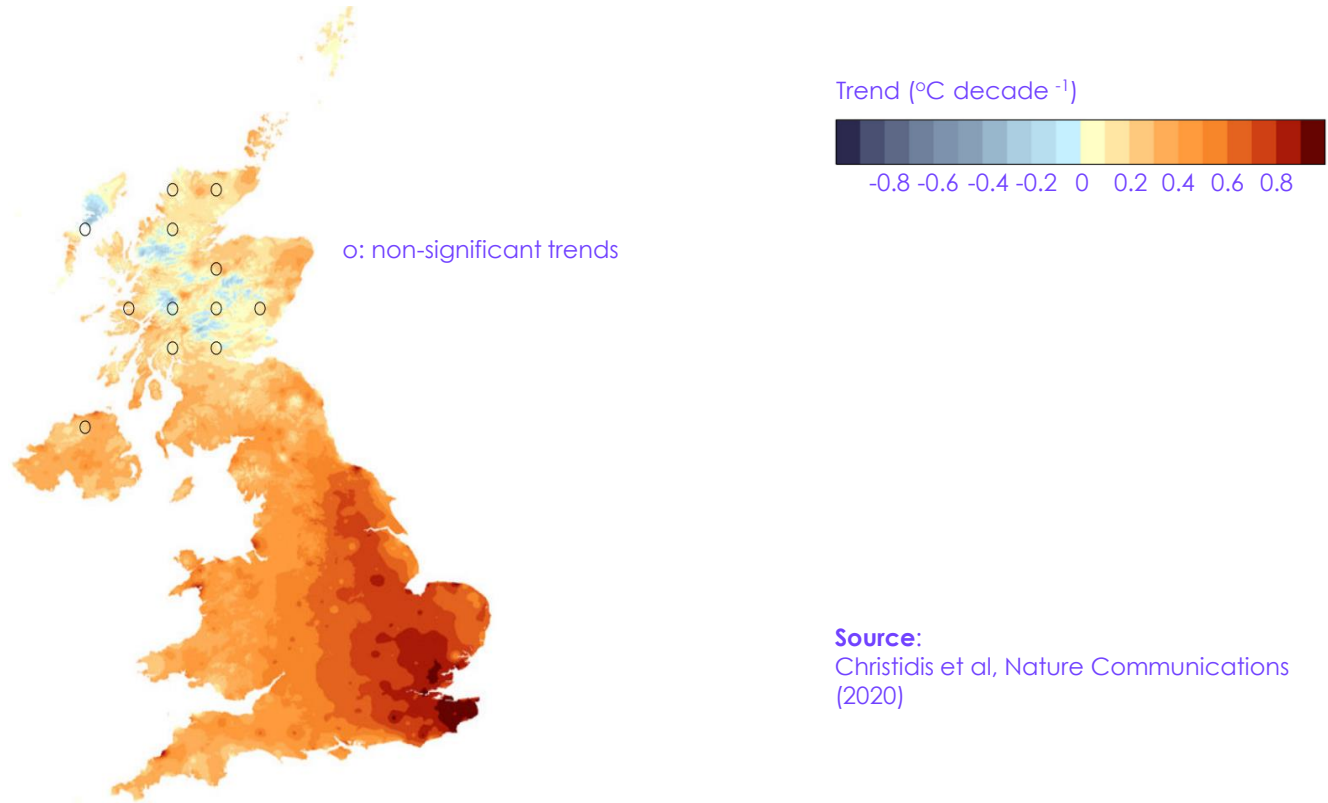 Trend (°C decade ⁻¹)
-0.8 -0.6 -0.4 -0.2 0 0.2 0.4 0.6 0.8
o: non-significant trends
Source:
Christidis et al, Nature Communications
(2020)